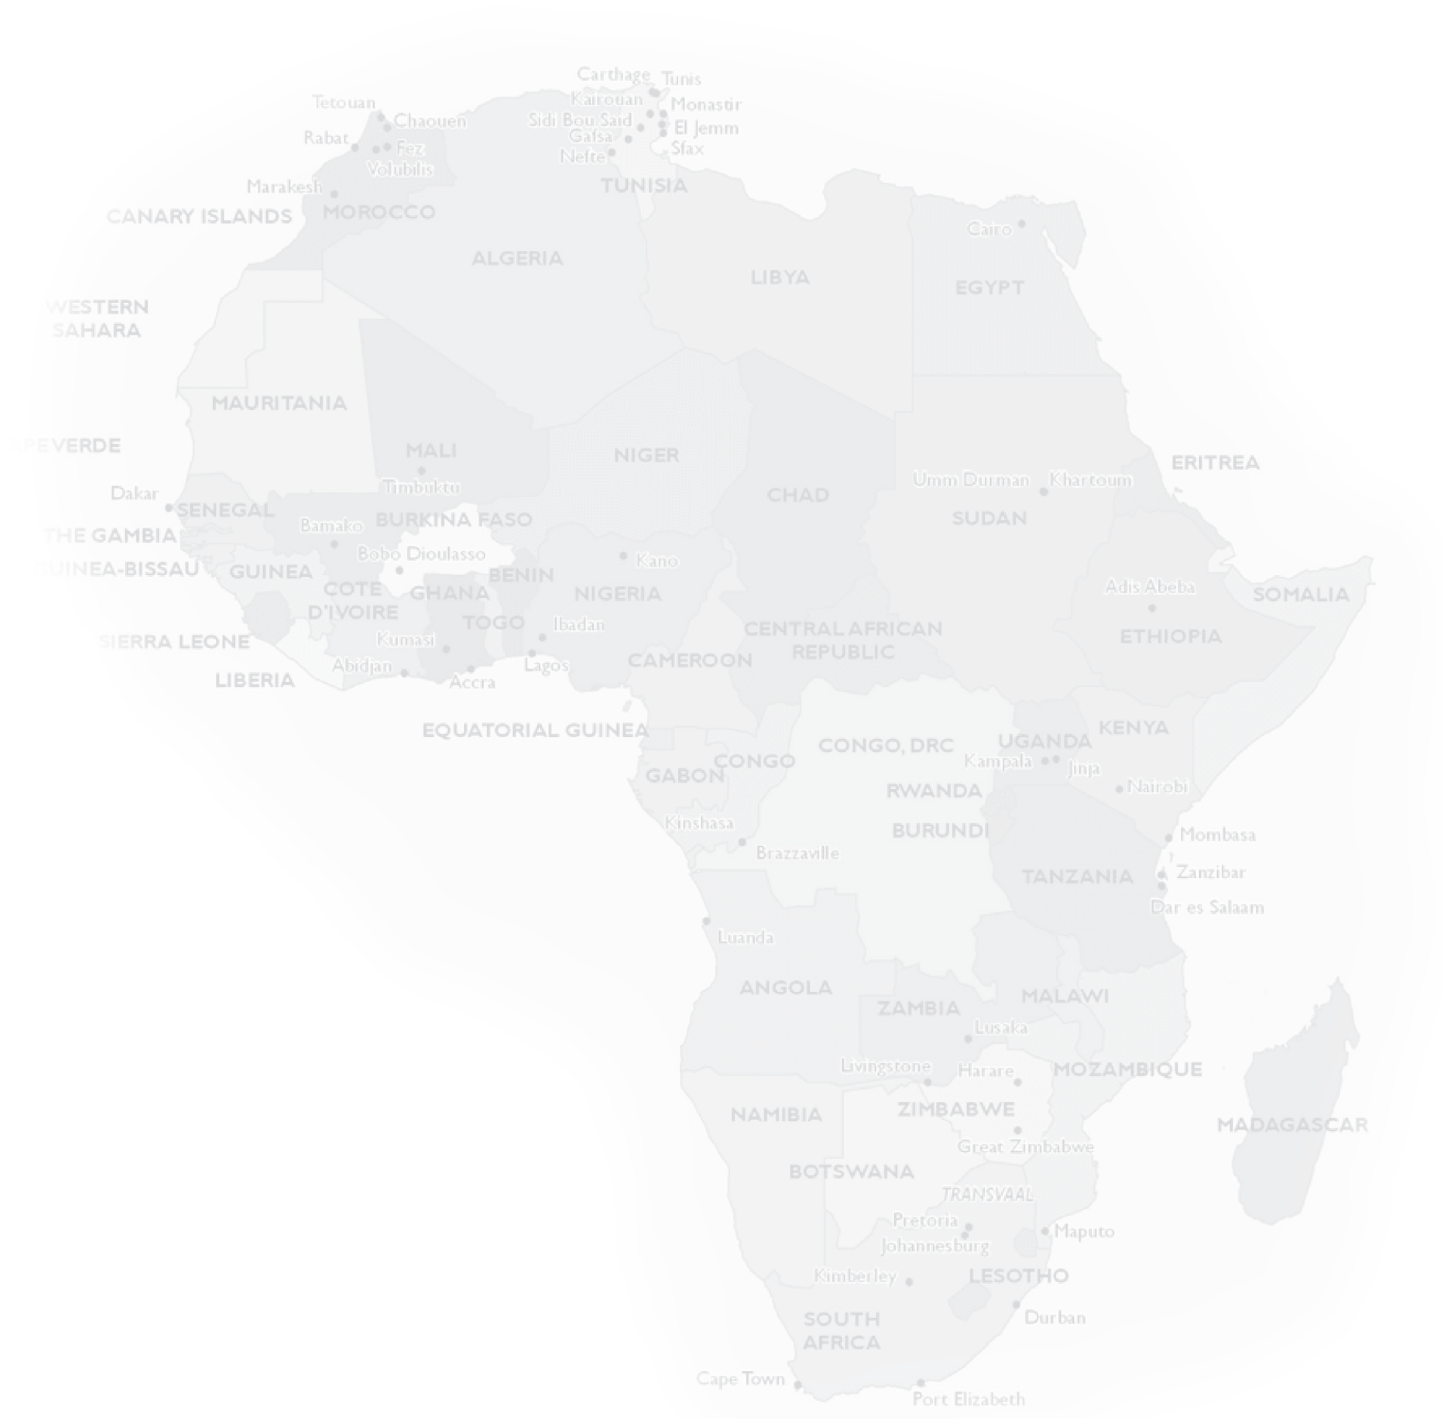 Carthage
Tunis
Tetouan
Kairouan
Monastir
Chaouen
Sidi Bou Said
El Jemm
Rabat
Gafsa
Fez
Sfax
Nefte
Volubilis
Marakesh
TUNISIA
CANARY ISLANDS
MOROCCO
Cairo
ALGERIA
LIBYA
EGYPT
WESTERN
SAHARA
MAURITANIA
VERDE
MALI
NIGER
ERITREA
Timbuktu
Umm Durman
Khartoum
Dakar
CHAD
SENEGAL
BURKINA FASO
SUDAN
Bamako
THE GAMBIA
Bobo Dioulasso
Kano
GUINEA-BISSAU
GUINEA
BENIN
Adis Abeba
COTE
D'IVOIRE
GHANA
NIGERIA
SOMALIA
TOGO
Ibadan
CENTRAL AFRICAN
REPUBLIC
ETHIOPIA
SIERRA LEONE
Kumasi
Abidjan
Lagos
CAMEROON
LIBERIA
Accra
EQUATORIAL GUINEA
KENYA
CONGO, DRC
UGANDA
CONGO
Kampala
Jinja
GABON
RWANDA
Nairobi
Kinshasa
BURUNDI
Mombasa
Brazzaville
Zanzibar
TANZANIA
Dar es Salaam
Luanda
ANGOLA
MALAWI
ZAMBIA
Lusaka
Livingstone
Harare
MOZAMBIQUE
NAMIBIA
ZIMBABWE
MADAGASCAR
Great Zimbabwe
BOTSWANA
TRANSVAAL
Pretoria
Maputo
Johannesburg
Kimberley
LESOTHO
SOUTH
AFRICA
Durban
Cape Town
Port Elizabeth